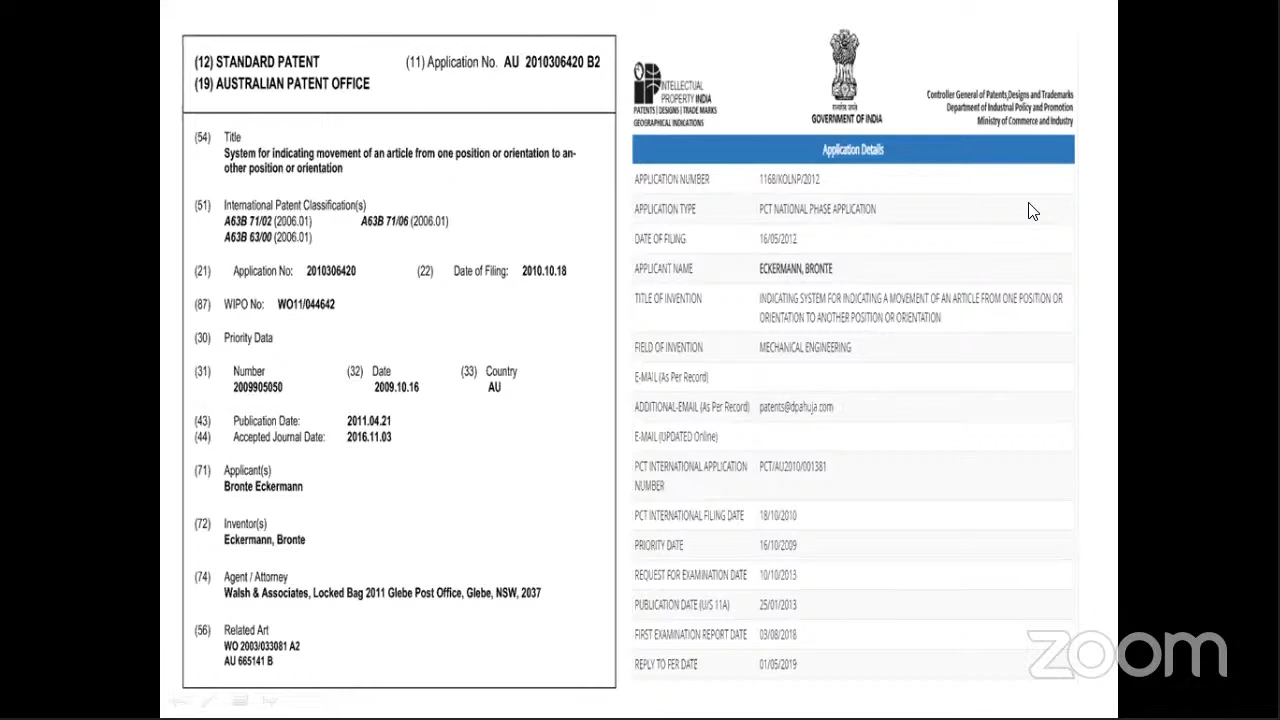 (12) STANDARD PATENT (11) Application No. AU 2010306420 B2
(19) AUSTRALIAN PATENT OFFICE
(54) Title
System for indicating movement of an article from one position or orientation to an-
other position or orientation
(51) International Patent Classification(s)
A63B 71/02 (2006.01) A63B 71/06 (2006.01)
A63B 63/00 (2006.01)
(21) Application No: 2010306420 (22) Date of Filing: 2010.10.18
(87) WIPO No: WO11/044642
(30) Priority Data
(31) Number (32) Date (33) Country
2009905050 2009.10.16 AU
(43) Publication Date: 2011.04.21
(44) Accepted Journal Date: 2016.11.03
(71) Applicant(s)
Bronte Eckermann
(72) Inventor(s)
Eckermann, Bronte
(74) Agent / Attorney
Walsh & Associates, Locked Bag 2011 Glebe Post Office, Glebe, NSW, 2037
(56) Related Art
WO 2003/033081 A2
AU 665141 B
INTELLECTUAL
PROPERTY INDIA
PATENTS | DESIGNS | TRADE MARKS
GEOGRAPHICAL INDICATIONS
सत्यमेव जयते
GOVERNMENT OF INDIA
Controller General of Patents,Designs and Trademarks
Department of Industrial Policy and Promotion
Ministry of Commerce and Industry
Application Details
APPLICATION NUMBER 1168/KOLNP/2012
APPLICATION TYPE PCT NATIONAL PHASE APPLICATION
DATE OF FILING 16/05/2012
APPLICANT NAME ECKERMANN, BRONTE
TITLE OF INVENTION INDICATING SYSTEM FOR INDICATING A MOVEMENT OF AN ARTICLE FROM ONE POSITION OR
ORIENTATION TO ANOTHER POSITION OR ORIENTATION
FIELD OF INVENTION MECHANICAL ENGINEERING
E-MAIL (As Per Record)
ADDITIONAL-EMAIL (As Per Record) patents@dpahuja.com
E-MAIL (UPDATED Online)
PCT INTERNATIONAL APPLICATION PCT/AU2010/001381
NUMBER
PCT INTERNATIONAL FILING DATE 18/10/2010
PRIORITY DATE 16/10/2009
REQUEST FOR EXAMINATION DATE 10/10/2013
PUBLICATION DATE (U/S 11A) 25/01/2013
FIRST EXAMINATION REPORT DATE 03/08/2018
REPLY TO FER DATE 01/05/2019
zoom